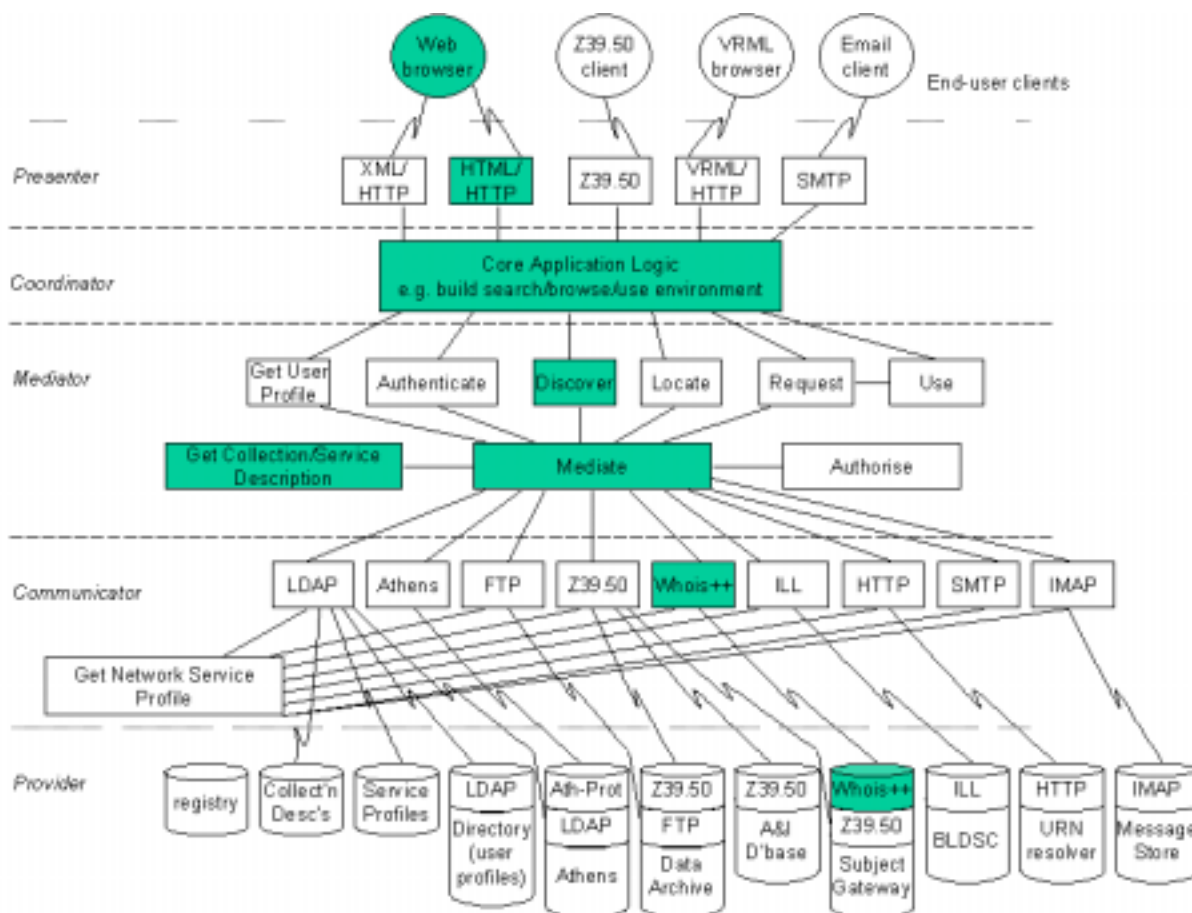 Web
browser
Z39.50
client
VRML
browser
Email
client
End-user clients
Presenter
XML/
HTTP
HTML/
HTTP
Z39.50
VRML/
HTTP
SMTP
Coordinator
Core Application Logic
e.g. build search/browse/use environment
Mediator
Get User
Profile
Authenticate
Discover
Locate
Request
Use
Get Collection/Service
Description
Mediate
Authorise
Communicator
LDAP
Athens
FTP
Z39.50
Whois++
ILL
HTTP
SMTP
IMAP
Get Network Service
Profile
Provider
registry
Collect'n
Desc's
Service
Profiles
LDAP
Directory
(user
profiles)
Ath-Prot
LDAP
Athens
Z39.50
FTP
Data
Archive
Z39.50
A&I
D'base
Whois++
Z39.50
Subject
Gateway
ILL
BLDSC
HTTP
URN
resolver
IMAP
Message
Store